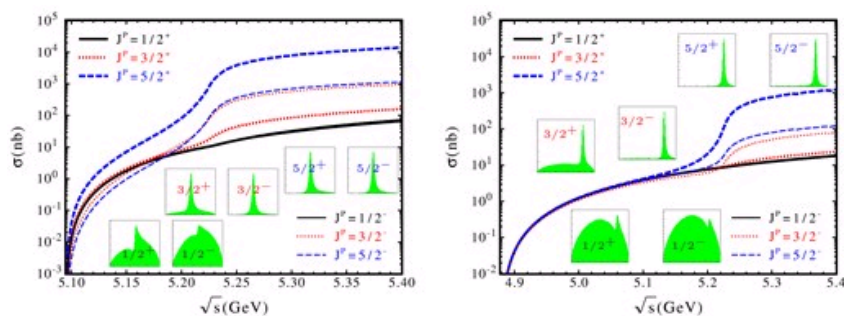 10⁵
10⁴
10³
10²
10¹
10⁰
10⁻¹
10⁻²
10⁻³
σ(nb)
J^P=1/2⁺
J^P=3/2⁺
J^P=5/2⁺
3/2⁺
3/2⁻
5/2⁺
5/2⁻
1/2⁺
1/2⁻
J^P=1/2⁻
J^P=3/2⁻
J^P=5/2⁻
5.10 5.15 5.20 5.25 5.30 5.35 5.40
√s(GeV)
10⁵
10⁴
10³
10²
10¹
10⁰
10⁻¹
10⁻²
σ(nb)
J^P=1/2⁺
J^P=3/2⁺
J^P=5/2⁺
5/2⁺
5/2⁻
3/2⁺
3/2⁻
1/2⁺
1/2⁻
J^P=1/2⁻
J^P=3/2⁻
J^P=5/2⁻
4.9 5.0 5.1 5.2 5.3 5.4
√s(GeV)